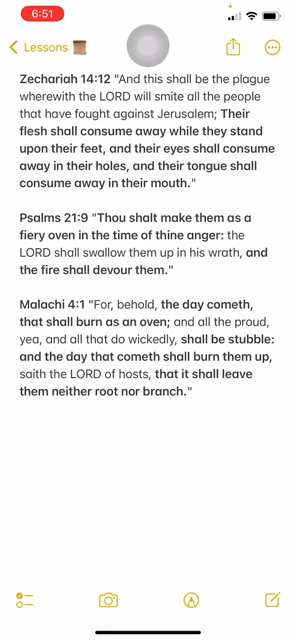 6:51
Lessons
Zechariah 14:12 "And this shall be the plague
wherewith the LORD will smite all the people
that have fought against Jerusalem; Their
flesh shall consume away while they stand
upon their feet, and their eyes shall consume
away in their holes, and their tongue shall
consume away in their mouth."
Psalms 21:9 "Thou shalt make them as a
fiery oven in the time of thine anger: the
LORD shall swallow them up in his wrath, and
the fire shall devour them."
Malachi 4:1 "For, behold, the day cometh,
that shall burn as an oven; and all the proud,
yea, and all that do wickedly, shall be stubble:
and the day that cometh shall burn them up,
saith the LORD of hosts, that it shall leave
them neither root nor branch."